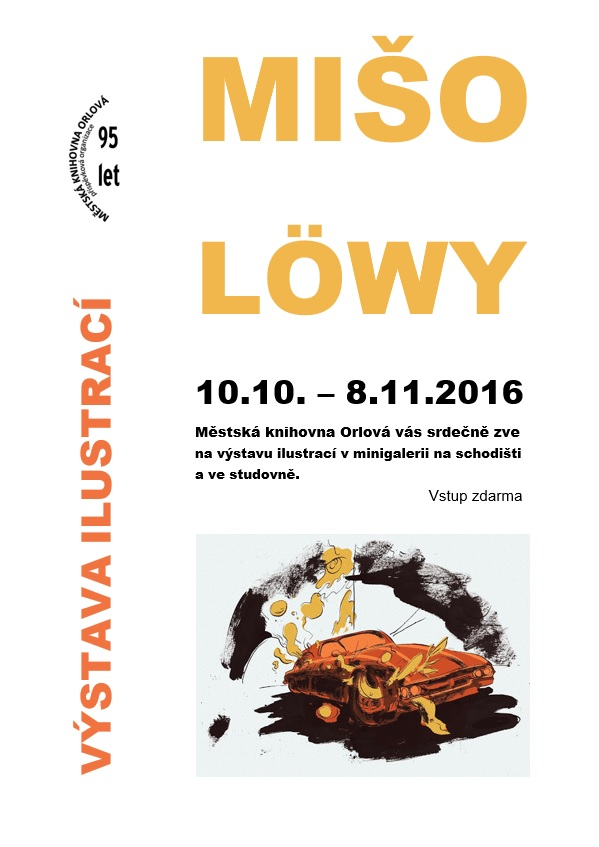 MIŠO
LÖWY
MĚSTSKÁ KNIHOVNA ORLOVÁ
příspěvková organizace
95
let
VÝSTAVA ILUSTRACÍ
10.10. – 8.11.2016
Městská knihovna Orlová vás srdečně zve
na výstavu ilustrací v minigalerii na schodišti
a ve studovně.
Vstup zdarma